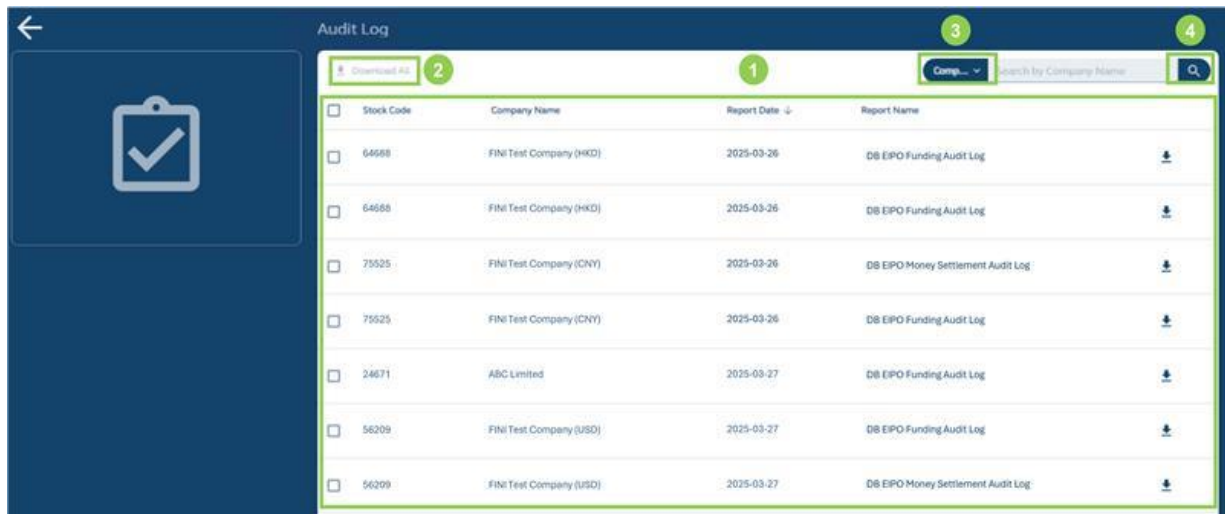 Audit Log
3
4
Download All
2
1
Comp...
Search by Company Name
Stock Code Company Name Report Date Report Name
64688 FINI Test Company (HKD) 2025-03-26 DB EIPO Funding Audit Log
64688 FINI Test Company (HKD) 2025-03-26 DB EIPO Funding Audit Log
75525 FINI Test Company (CNY) 2025-03-26 DB EIPO Money Settlement Audit Log
75525 FINI Test Company (CNY) 2025-03-26 DB EIPO Funding Audit Log
24671 ABC Limited 2025-03-27 DB EIPO Funding Audit Log
56209 FINI Test Company (USD) 2025-03-27 DB EIPO Funding Audit Log
56209 FINI Test Company (USD) 2025-03-27 DB EIPO Money Settlement Audit Log